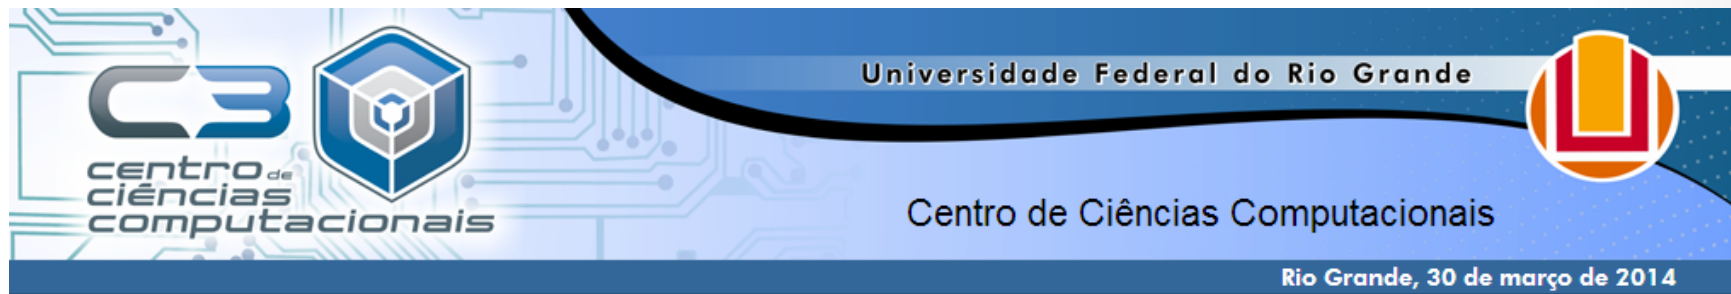 C3
centro de
ciências
computacionais
Universidade Federal do Rio Grande
Centro de Ciências Computacionais
Rio Grande, 30 de março de 2014